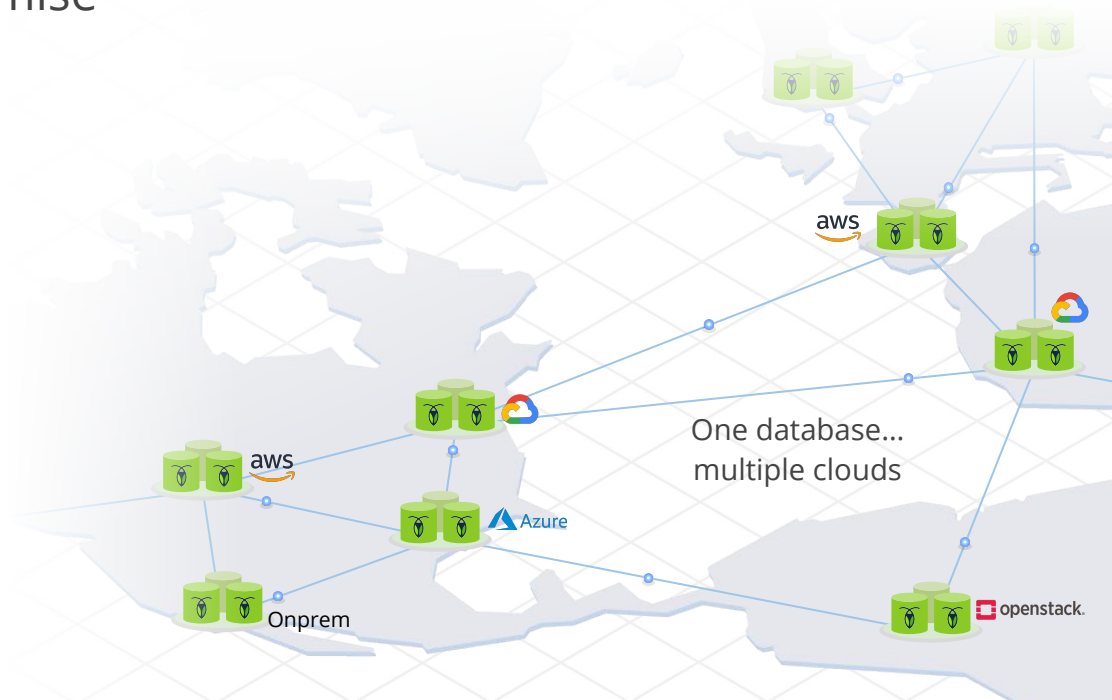 aws
One database...
multiple clouds
aws
Azure
Onprem
openstack.